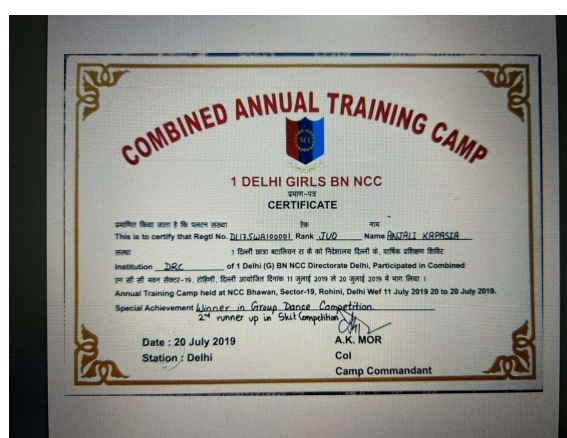 COMBINED ANNUAL TRAINING CAMP
NCC
1 DELHI GIRLS BN NCC
प्रमाण-पत्र
CERTIFICATE
प्रमाणित किया जाता है कि पलटन संख्या रैंक नाम
This is to certify that Regtl No. DL17SWA100001 Rank JUO Name ANJALI KAPASIA
संस्था 1 दिल्ली छात्रा बटालियन रा के को निदेशालय दिल्ली के, वार्षिक प्रशिक्षण शिविर
Institution DRC of 1 Delhi (G) BN NCC Directorate Delhi, Participated in Combined
एन सी सी भवन सैक्टर-19, रोहिणी, दिल्ली आयोजित दिनांक 11 जुलाई 2019 से 20 जुलाई 2019 में भाग लिया ।
Annual Training Camp held at NCC Bhawan, Sector-19, Rohini, Delhi Wef 11 July 2019 20 to 20 July 2019.
Special Achievement Winner in Group Dance Competition.
2nd runner up in Skit Competition
Date : 20 July 2019
A.K. MOR
Station : Delhi
Col
Camp Commandant